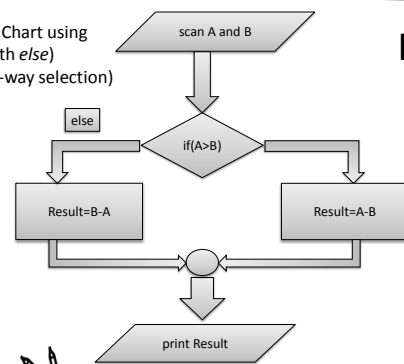 Chart using
th else)
-way selection)
scan A and B
else
if(A>B)
Result=B-A
Result=A-B
print Result